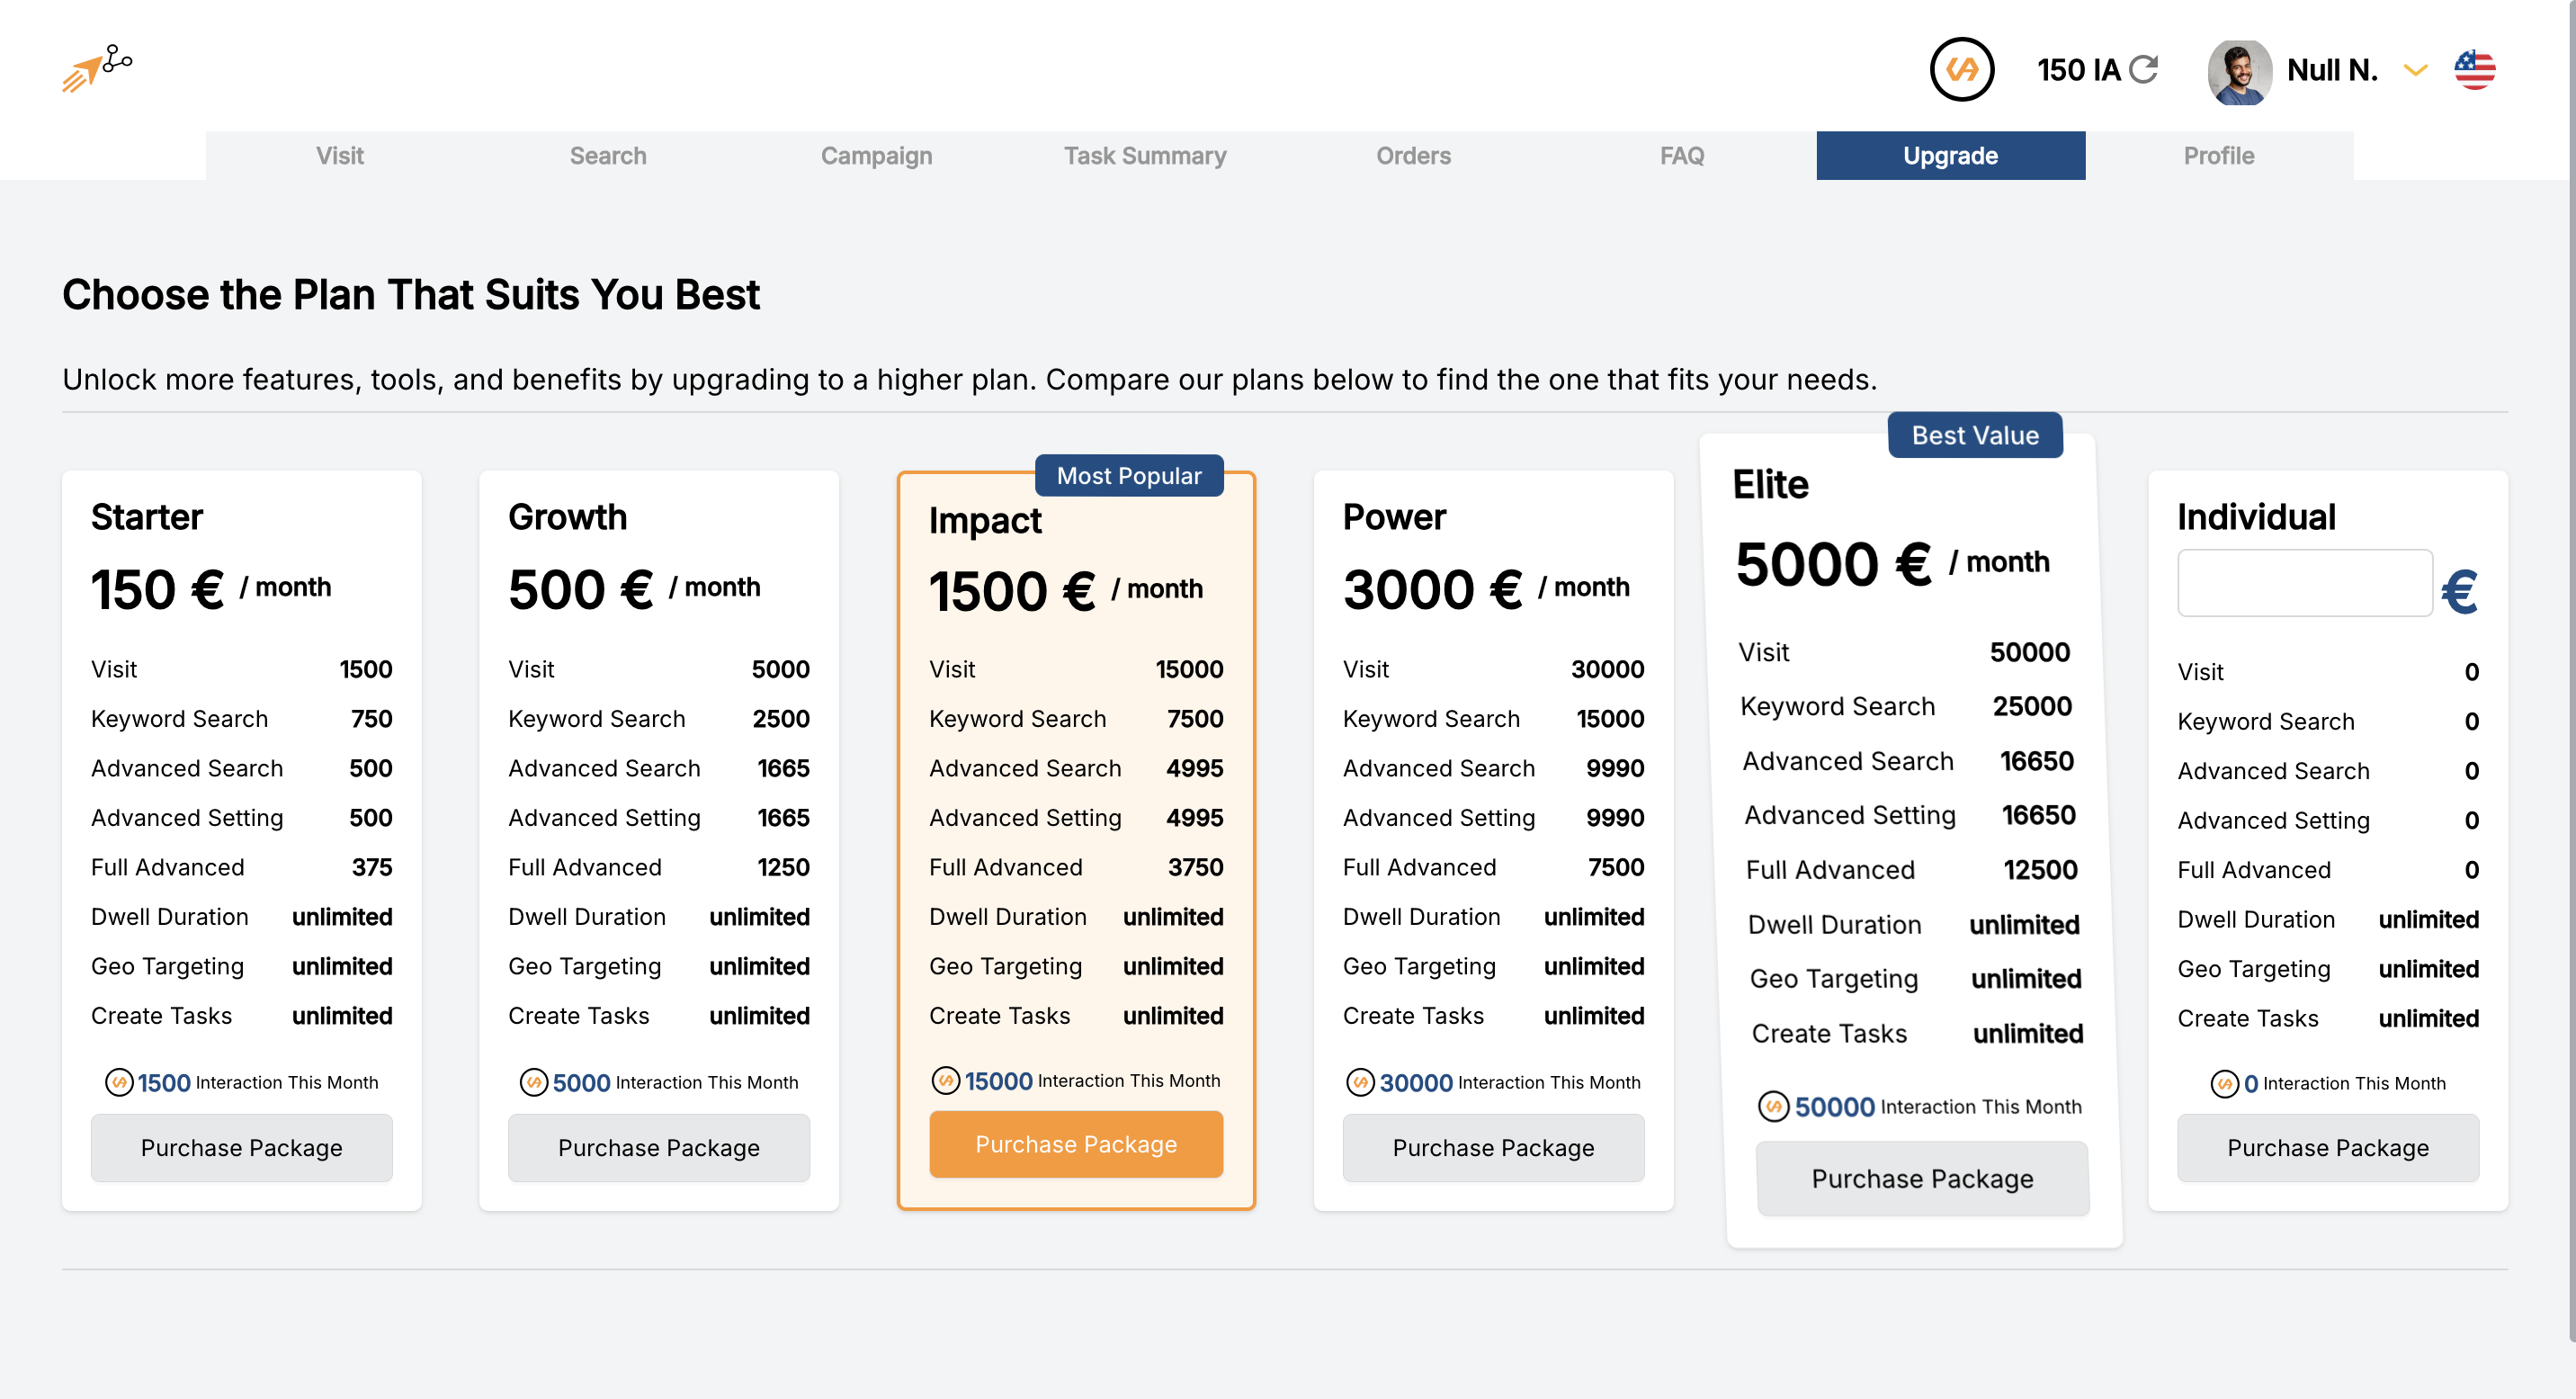 150 IA
Null N.
Visit
Search
Campaign
Task Summary
Orders
FAQ
Upgrade
Profile
Choose the Plan That Suits You Best
Unlock more features, tools, and benefits by upgrading to a higher plan. Compare our plans below to find the one that fits your needs.
Starter
150 € / month
Visit 1500
Keyword Search 750
Advanced Search 500
Advanced Setting 500
Full Advanced 375
Dwell Duration unlimited
Geo Targeting unlimited
Create Tasks unlimited
1500 Interaction This Month
Purchase Package
Growth
500 € / month
Visit 5000
Keyword Search 2500
Advanced Search 1665
Advanced Setting 1665
Full Advanced 1250
Dwell Duration unlimited
Geo Targeting unlimited
Create Tasks unlimited
5000 Interaction This Month
Purchase Package
Most Popular
Impact
1500 € / month
Visit 15000
Keyword Search 7500
Advanced Search 4995
Advanced Setting 4995
Full Advanced 3750
Dwell Duration unlimited
Geo Targeting unlimited
Create Tasks unlimited
15000 Interaction This Month
Purchase Package
Power
3000 € / month
Visit 30000
Keyword Search 15000
Advanced Search 9990
Advanced Setting 9990
Full Advanced 7500
Dwell Duration unlimited
Geo Targeting unlimited
Create Tasks unlimited
30000 Interaction This Month
Purchase Package
Best Value
Elite
5000 € / month
Visit 50000
Keyword Search 25000
Advanced Search 16650
Advanced Setting 16650
Full Advanced 12500
Dwell Duration unlimited
Geo Targeting unlimited
Create Tasks unlimited
50000 Interaction This Month
Purchase Package
Individual
€
Visit 0
Keyword Search 0
Advanced Search 0
Advanced Setting 0
Full Advanced 0
Dwell Duration unlimited
Geo Targeting unlimited
Create Tasks unlimited
0 Interaction This Month
Purchase Package